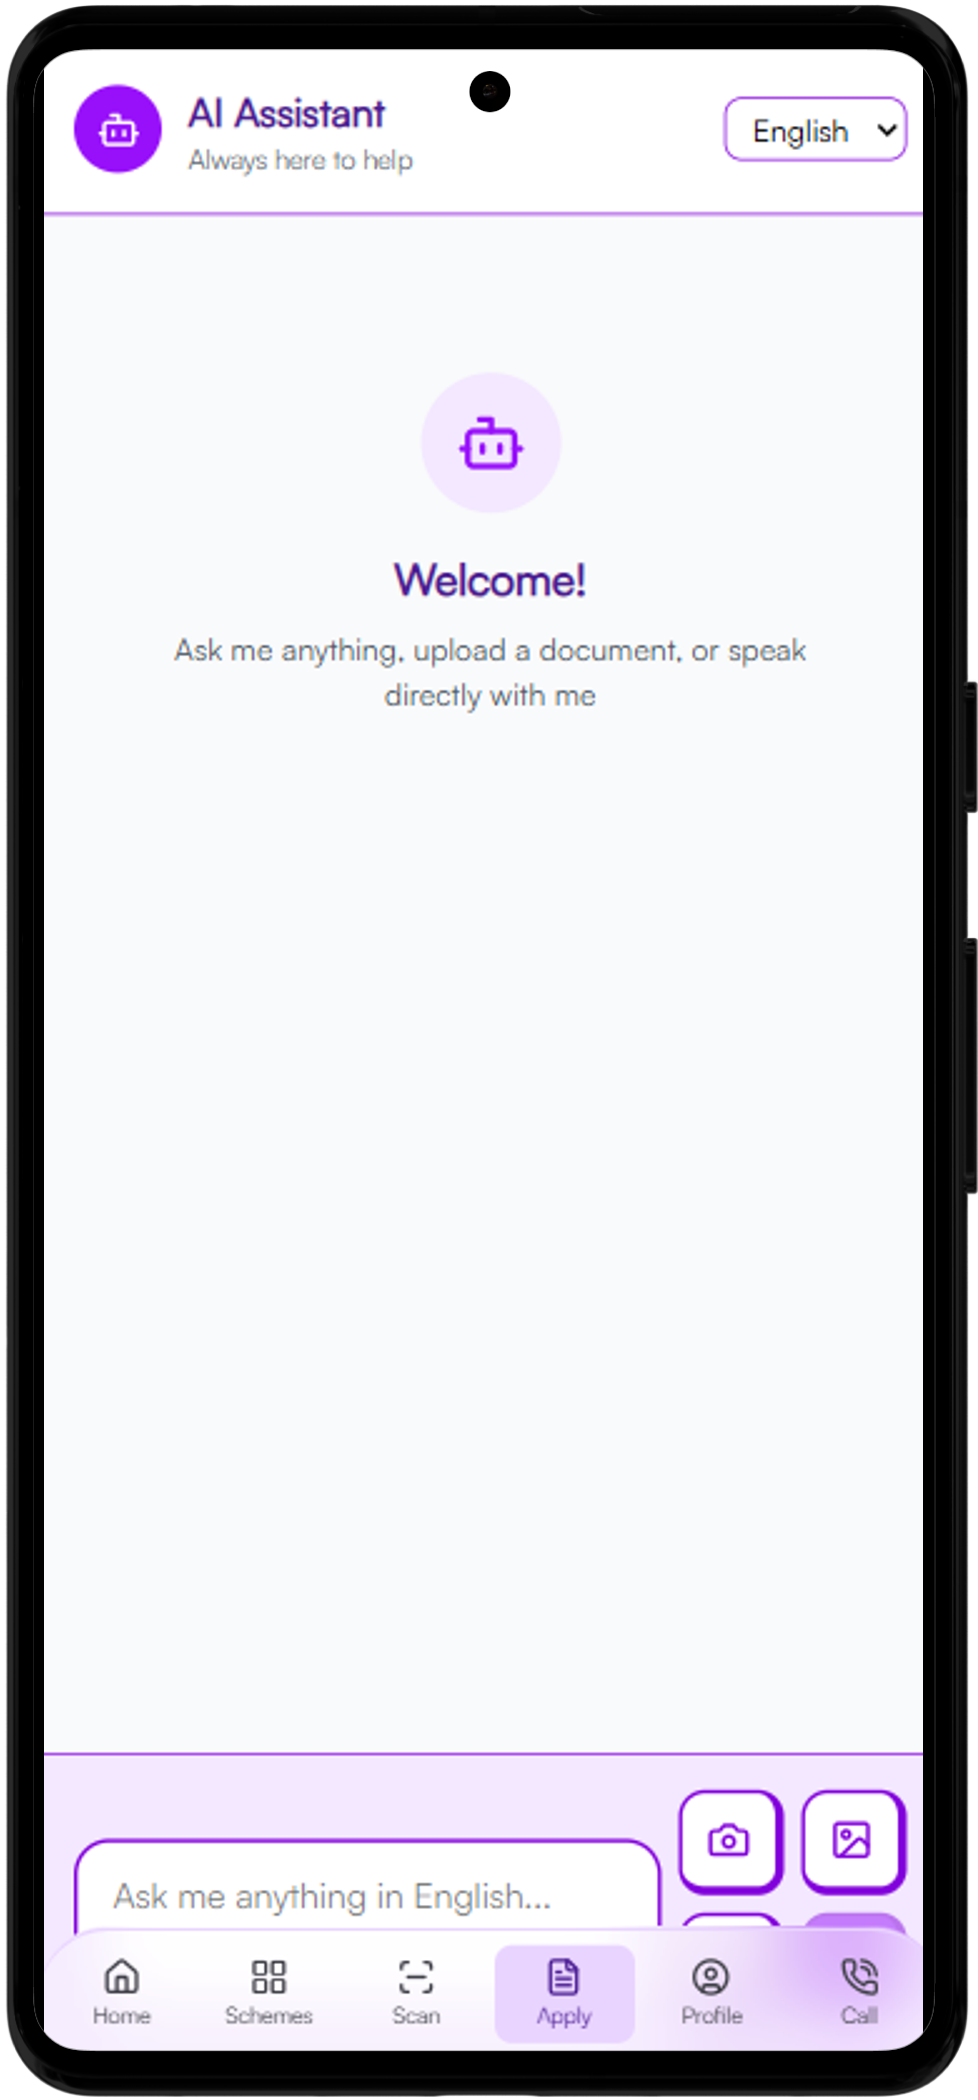 AI Assistant
Always here to help
English
Welcome!
Ask me anything, upload a document, or speak
directly with me
Ask me anything in English...
Home
Schemes
Scan
Apply
Profile
Call